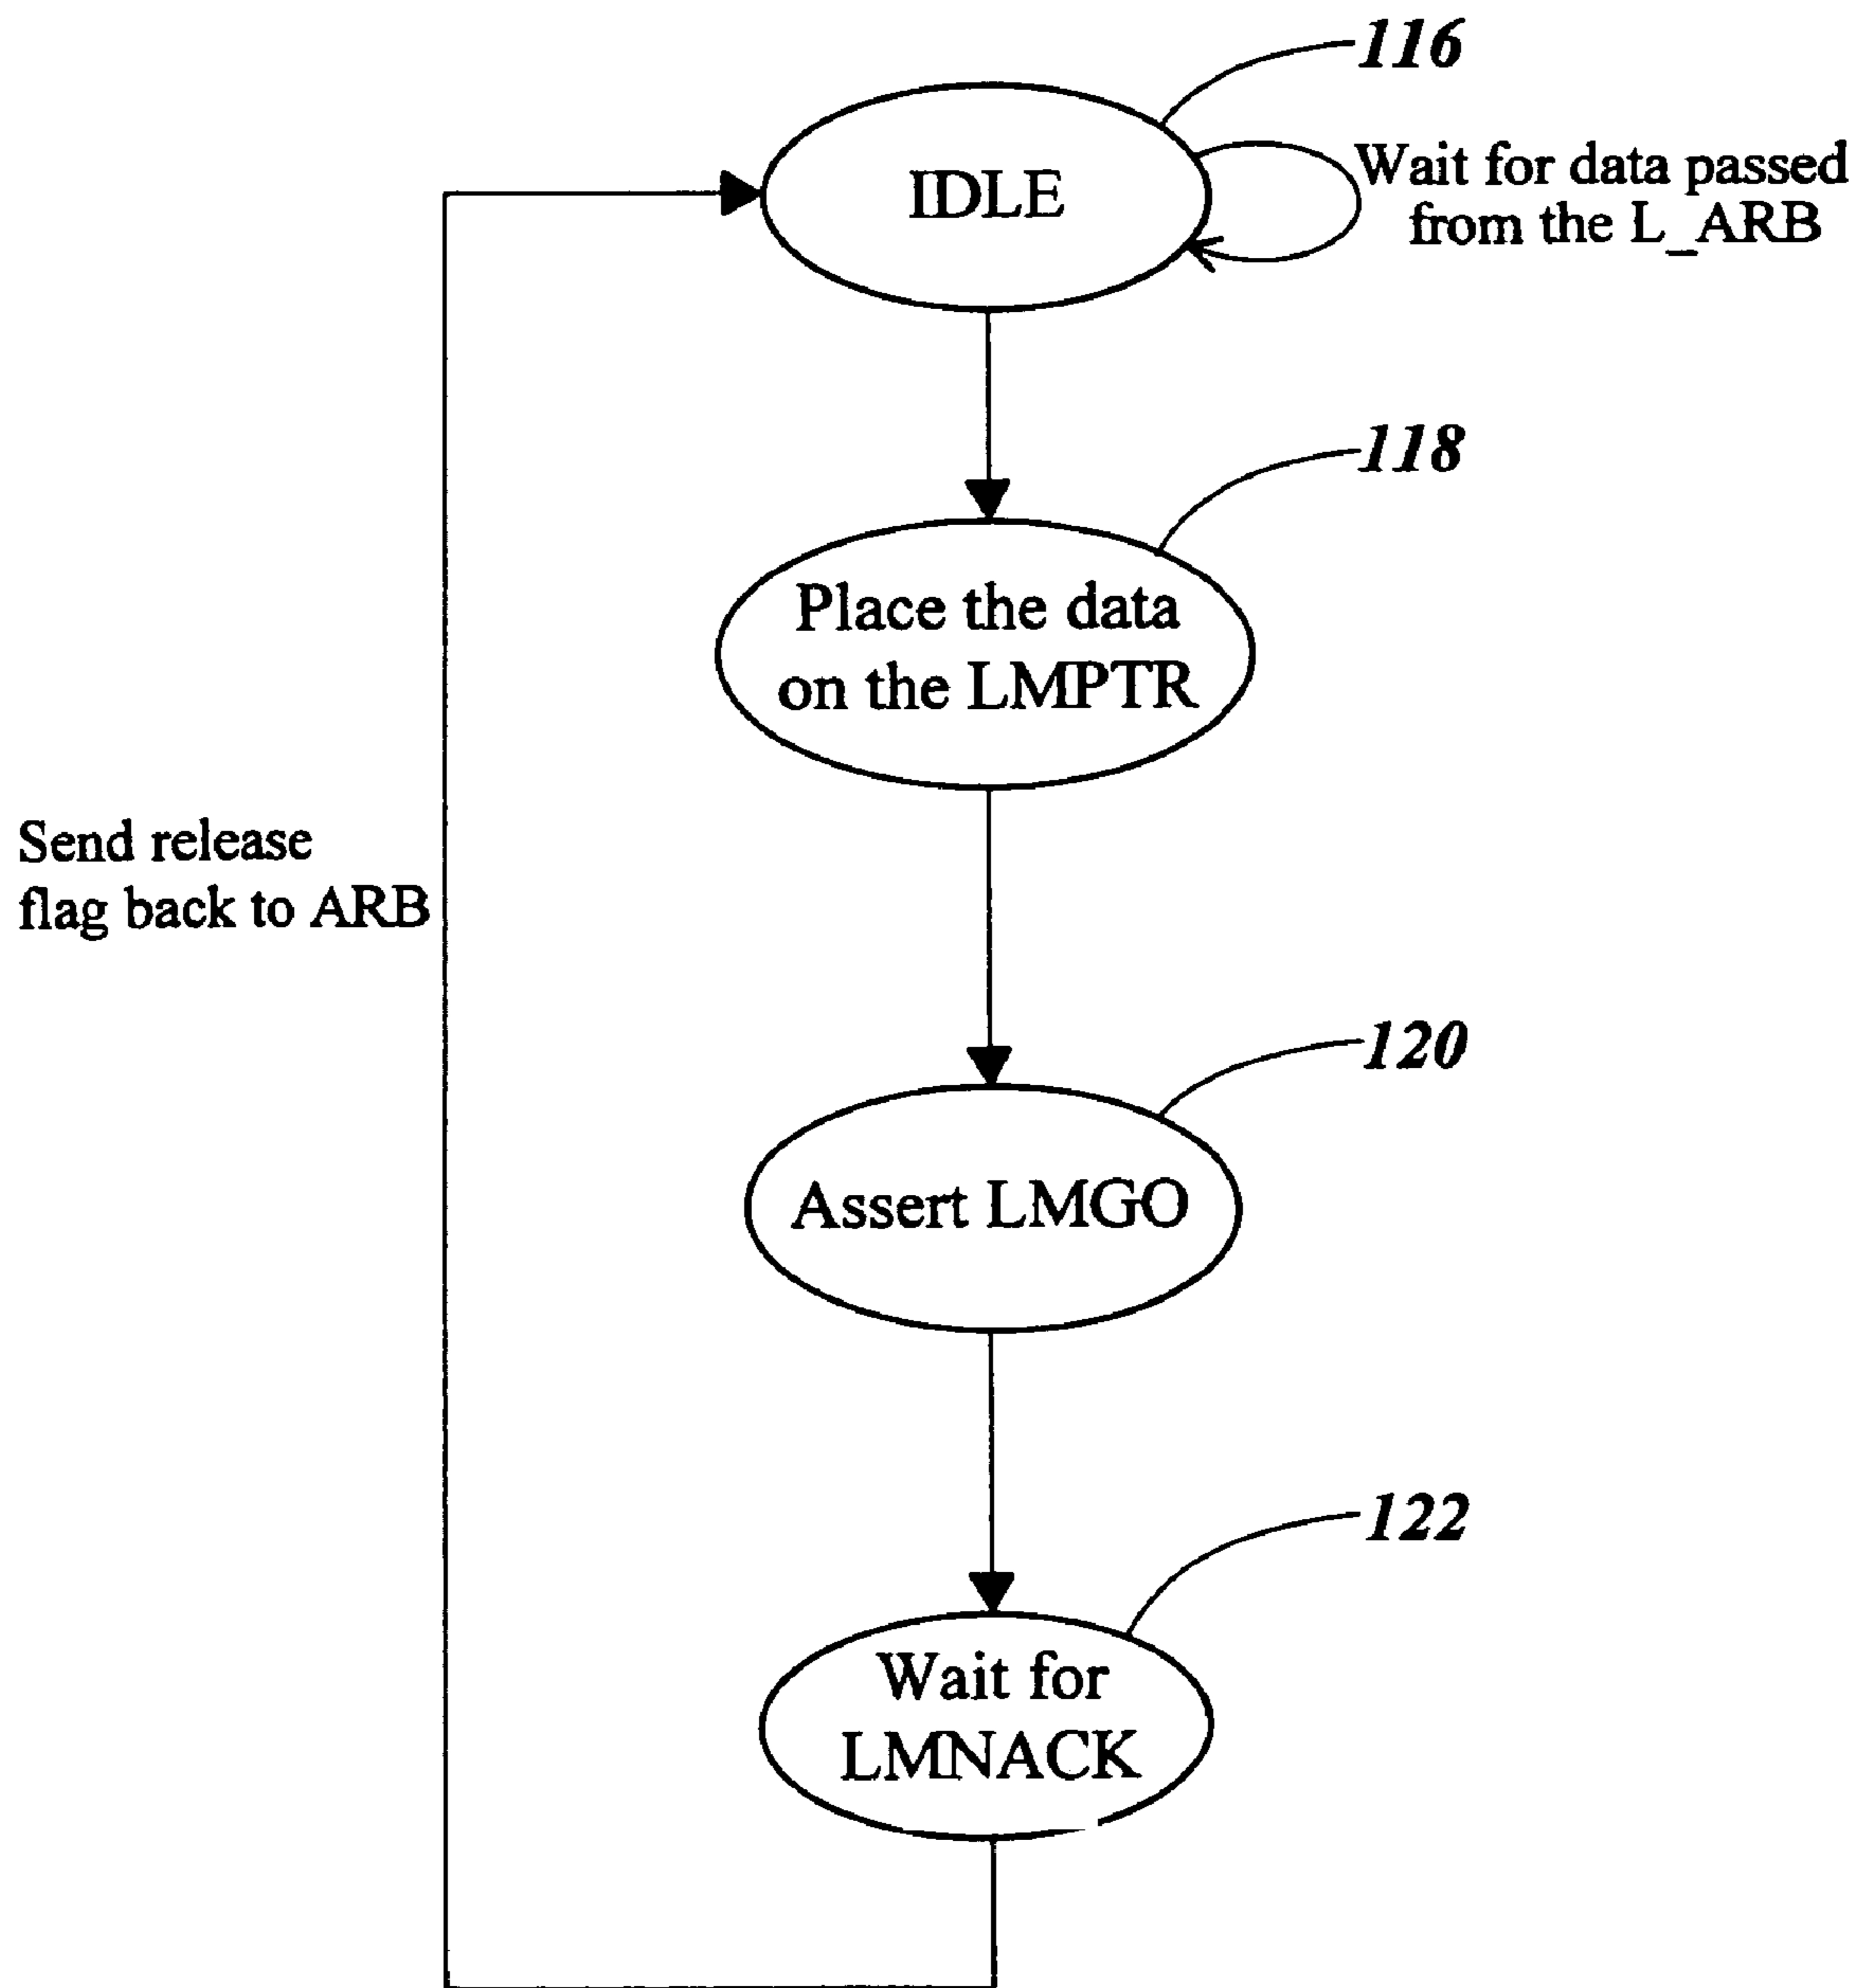 116
IDLE
Wait for data passed
from the L_ARB
118
Place the data
on the LMPTR
Send release
flag back to ARB
120
Assert LMGO
122
Wait for
LMNACK